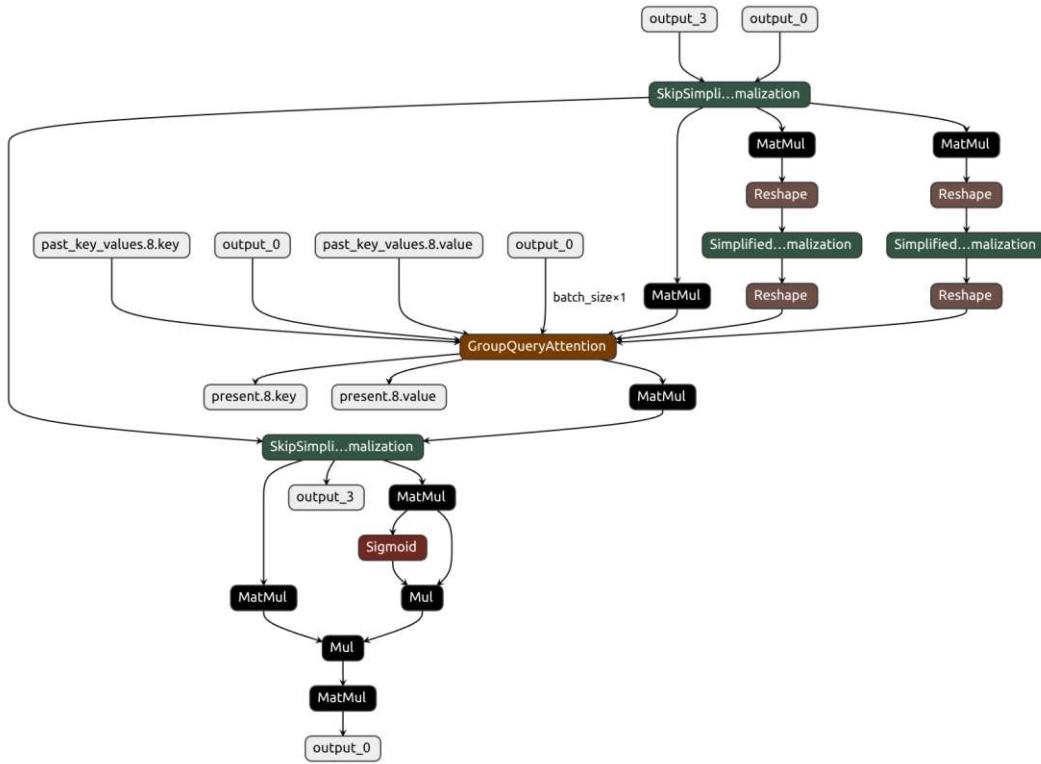 output_3
output_0
SkipSimpli...malization
MatMul
MatMul
Reshape
Reshape
past_key_values.8.key
output_0
past_key_values.8.value
output_0
Simplified...malization
Simplified...malization
batch_size×1
MatMul
Reshape
Reshape
GroupQueryAttention
present.8.key
present.8.value
MatMul
SkipSimpli...malization
output_3
MatMul
Sigmoid
MatMul
Mul
Mul
MatMul
output_0